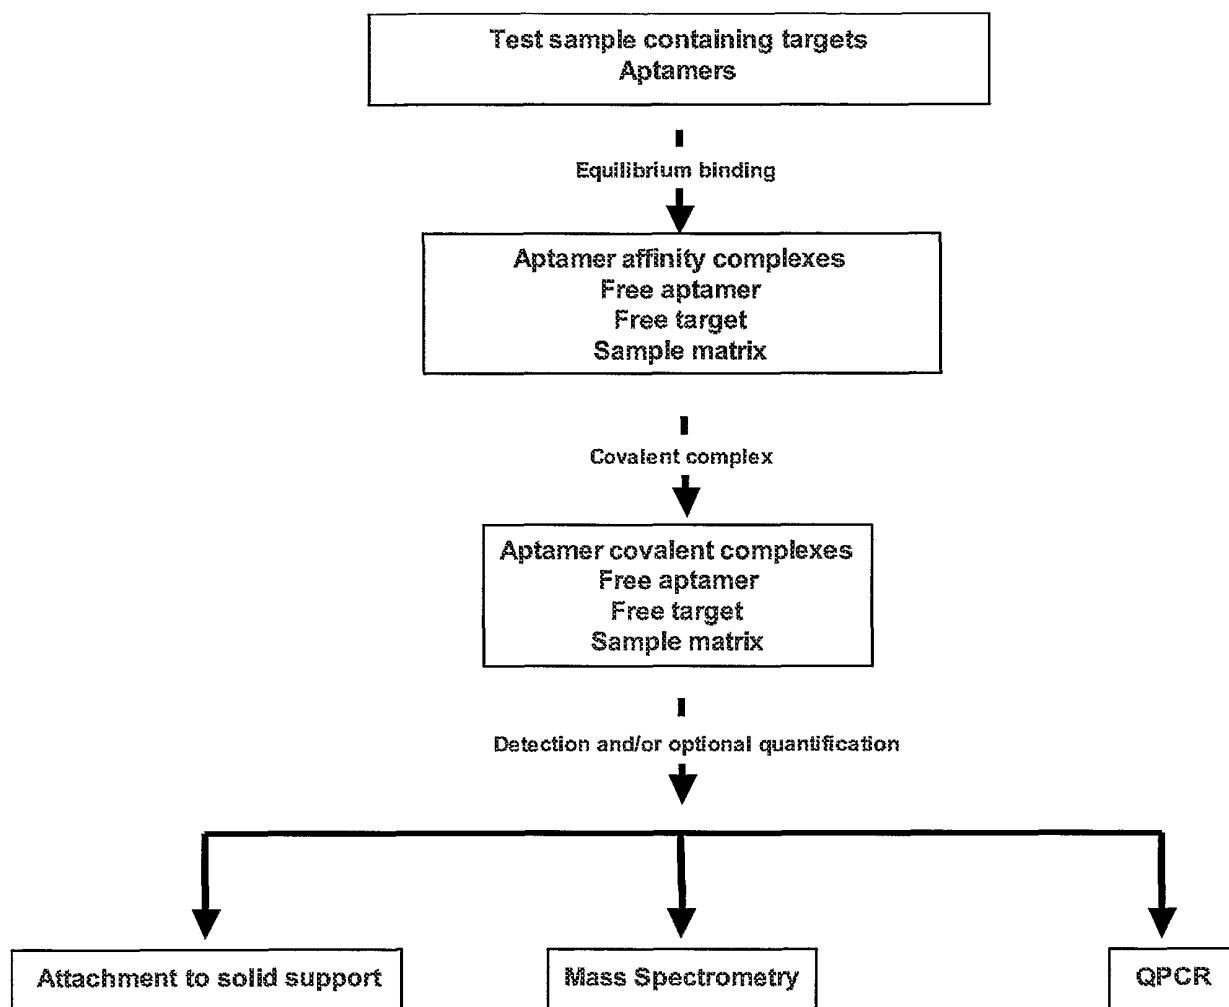 Test sample containing targets
Aptamers
Equilibrium binding
Aptamer affinity complexes
Free aptamer
Free target
Sample matrix
Covalent complex
Aptamer covalent complexes
Free aptamer
Free target
Sample matrix
Detection and/or optional quantification
Attachment to solid support
Mass Spectrometry
QPCR